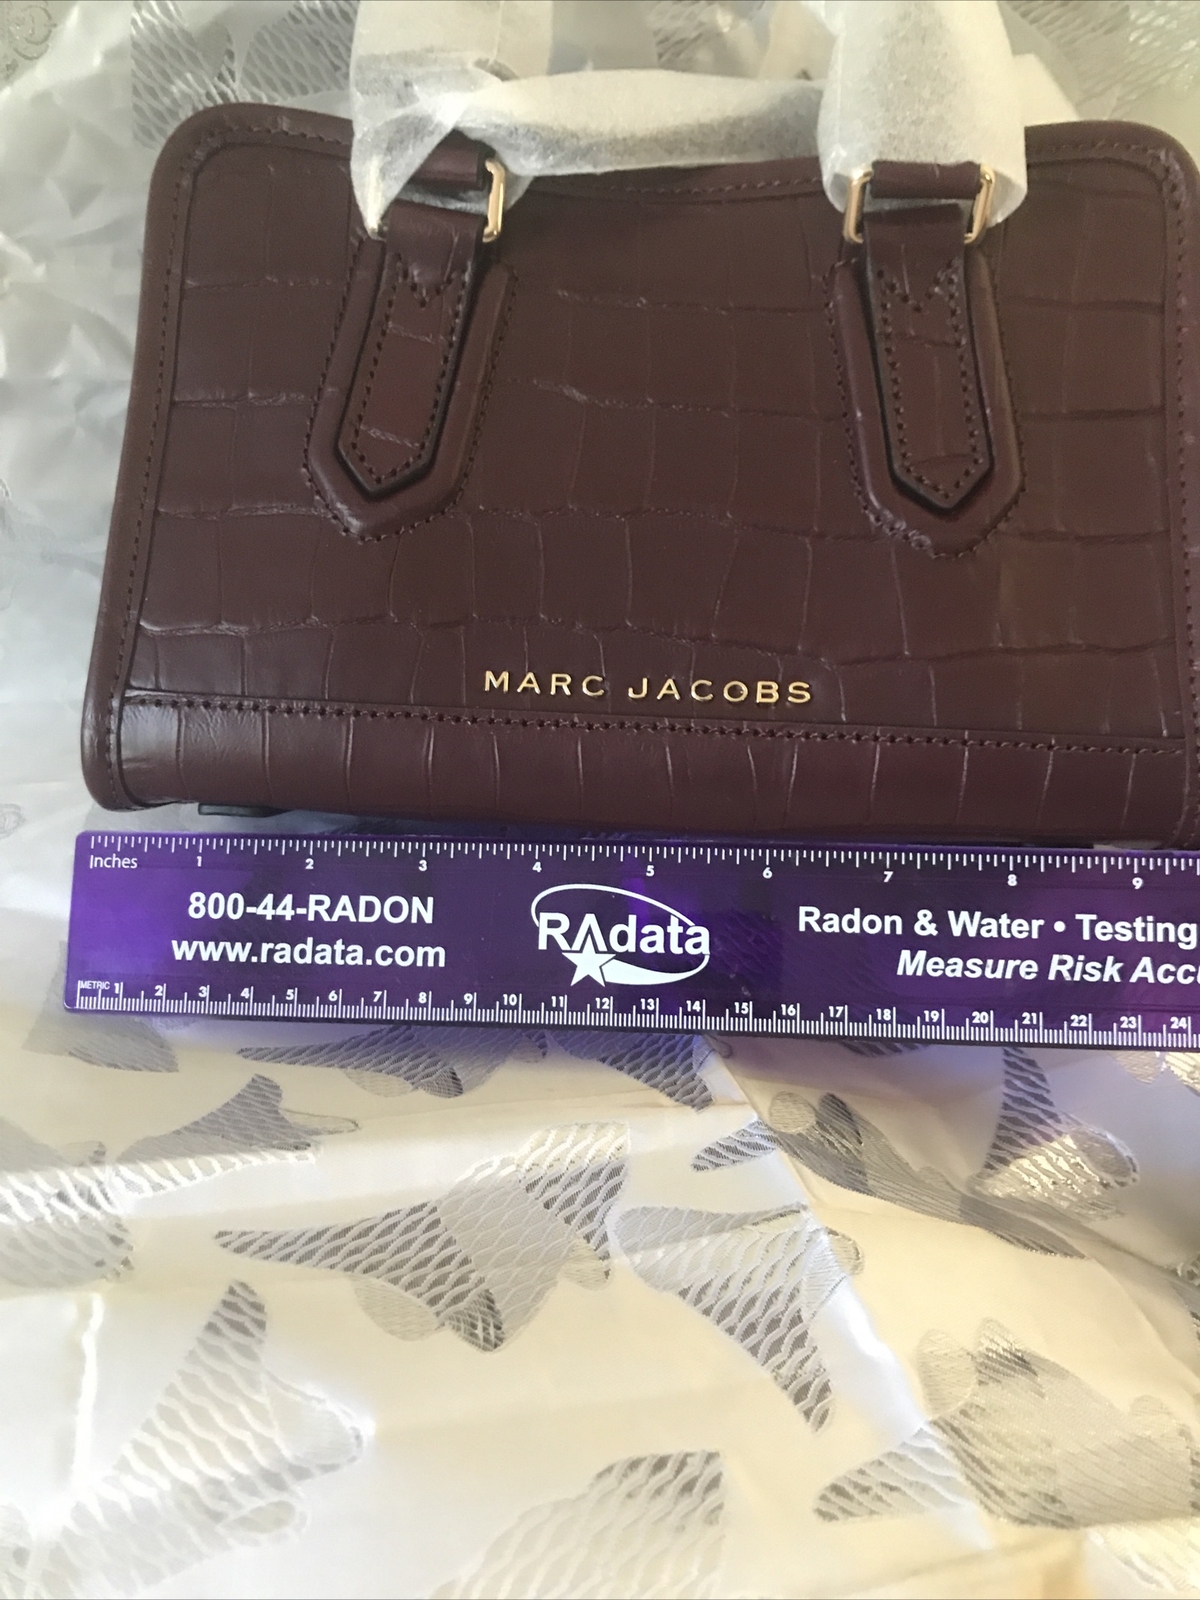 MARC JACOBS
Inches 1 2 3 4 5 6 7 8 9
800-44-RADON
www.radata.com
RAdata
Radon & Water • Testing
Measure Risk Acc
METRIC 1 2 3 4 5 6 7 8 9 10 11 12 13 14 15 16 17 18 19 20 21 22 23 24